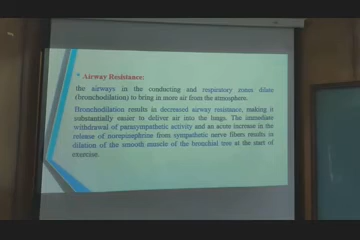 * Airway Resistance:
the airways in the conducting and respiratory zones dilate
(bronchodilation) to bring in more air from the atmosphere.
Bronchodilation results in decreased airway resistance, making it
substantially easier to deliver air into the lungs. The immediate
withdrawal of parasympathetic activity and an acute increase in the
release of norepinephrine from sympathetic nerve fibers results in
dilation of the smooth muscle of the bronchial tree at the start of
exercise.